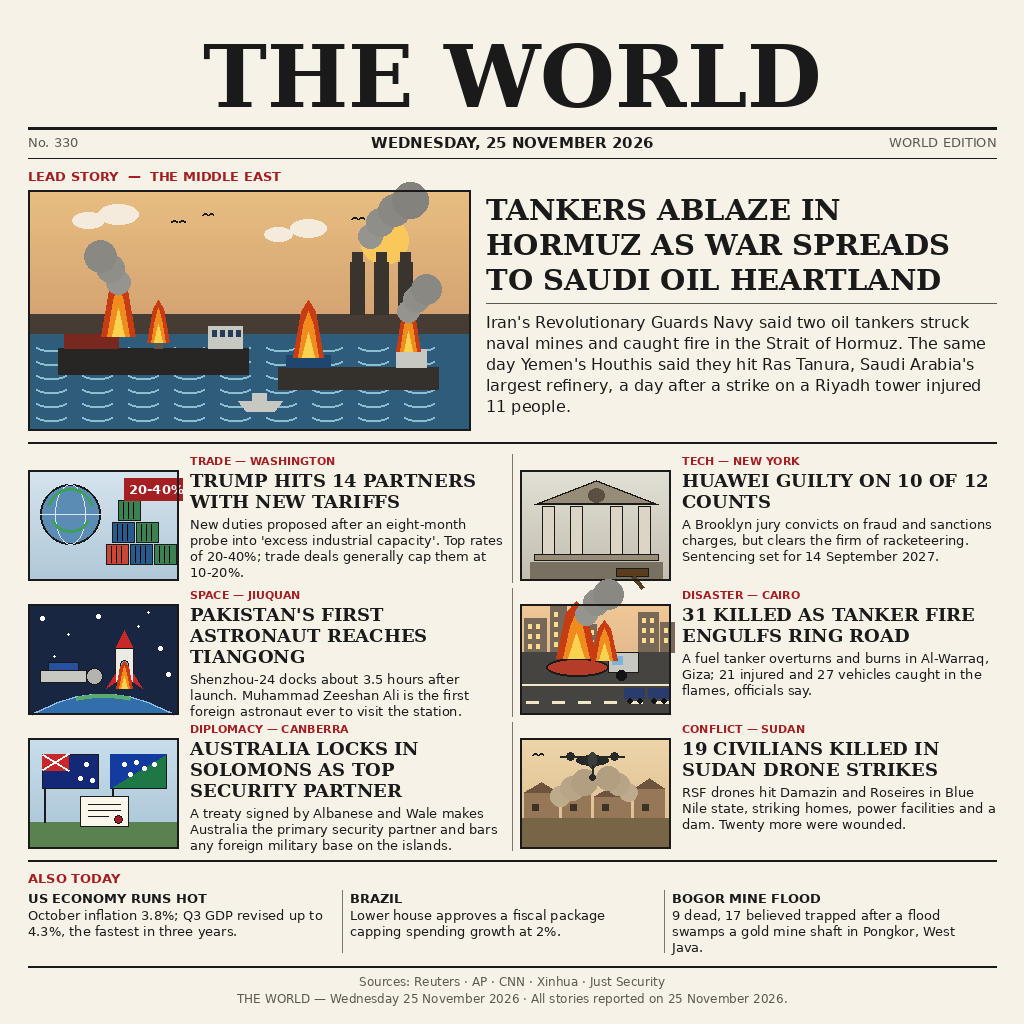 THE WORLD
No. 330
WEDNESDAY, 25 NOVEMBER 2026
WORLD EDITION
LEAD STORY — THE MIDDLE EAST
TANKERS ABLAZE IN
HORMUZ AS WAR SPREADS
TO SAUDI OIL HEARTLAND
Iran's Revolutionary Guards Navy said two oil tankers struck
naval mines and caught fire in the Strait of Hormuz. The same
day Yemen's Houthis said they hit Ras Tanura, Saudi Arabia's
largest refinery, a day after a strike on a Riyadh tower injured
11 people.
20-40%
TRADE — WASHINGTON
TRUMP HITS 14 PARTNERS
WITH NEW TARIFFS
New duties proposed after an eight-month
probe into 'excess industrial capacity'. Top rates
of 20-40%; trade deals generally cap them at
10-20%.
TECH — NEW YORK
HUAWEI GUILTY ON 10 OF 12
COUNTS
A Brooklyn jury convicts on fraud and sanctions
charges, but clears the firm of racketeering.
Sentencing set for 14 September 2027.
SPACE — JIUQUAN
PAKISTAN'S FIRST
ASTRONAUT REACHES
TIANGONG
Shenzhou-24 docks about 3.5 hours after
launch. Muhammad Zeeshan Ali is the first
foreign astronaut ever to visit the station.
DISASTER — CAIRO
31 KILLED AS TANKER FIRE
ENGULFS RING ROAD
A fuel tanker overturns and burns in Al-Warraq,
Giza; 21 injured and 27 vehicles caught in the
flames, officials say.
DIPLOMACY — CANBERRA
AUSTRALIA LOCKS IN
SOLOMONS AS TOP
SECURITY PARTNER
A treaty signed by Albanese and Wale makes
Australia the primary security partner and bars
any foreign military base on the islands.
CONFLICT — SUDAN
19 CIVILIANS KILLED IN
SUDAN DRONE STRIKES
RSF drones hit Damazin and Roseires in Blue
Nile state, striking homes, power facilities and a
dam. Twenty more were wounded.
ALSO TODAY
US ECONOMY RUNS HOT
October inflation 3.8%; Q3 GDP revised up to
4.3%, the fastest in three years.
BRAZIL
Lower house approves a fiscal package
capping spending growth at 2%.
BOGOR MINE FLOOD
9 dead, 17 believed trapped after a flood
swamps a gold mine shaft in Pongkor, West
Java.
Sources: Reuters · AP · CNN · Xinhua · Just Security
THE WORLD — Wednesday 25 November 2026 · All stories reported on 25 November 2026.